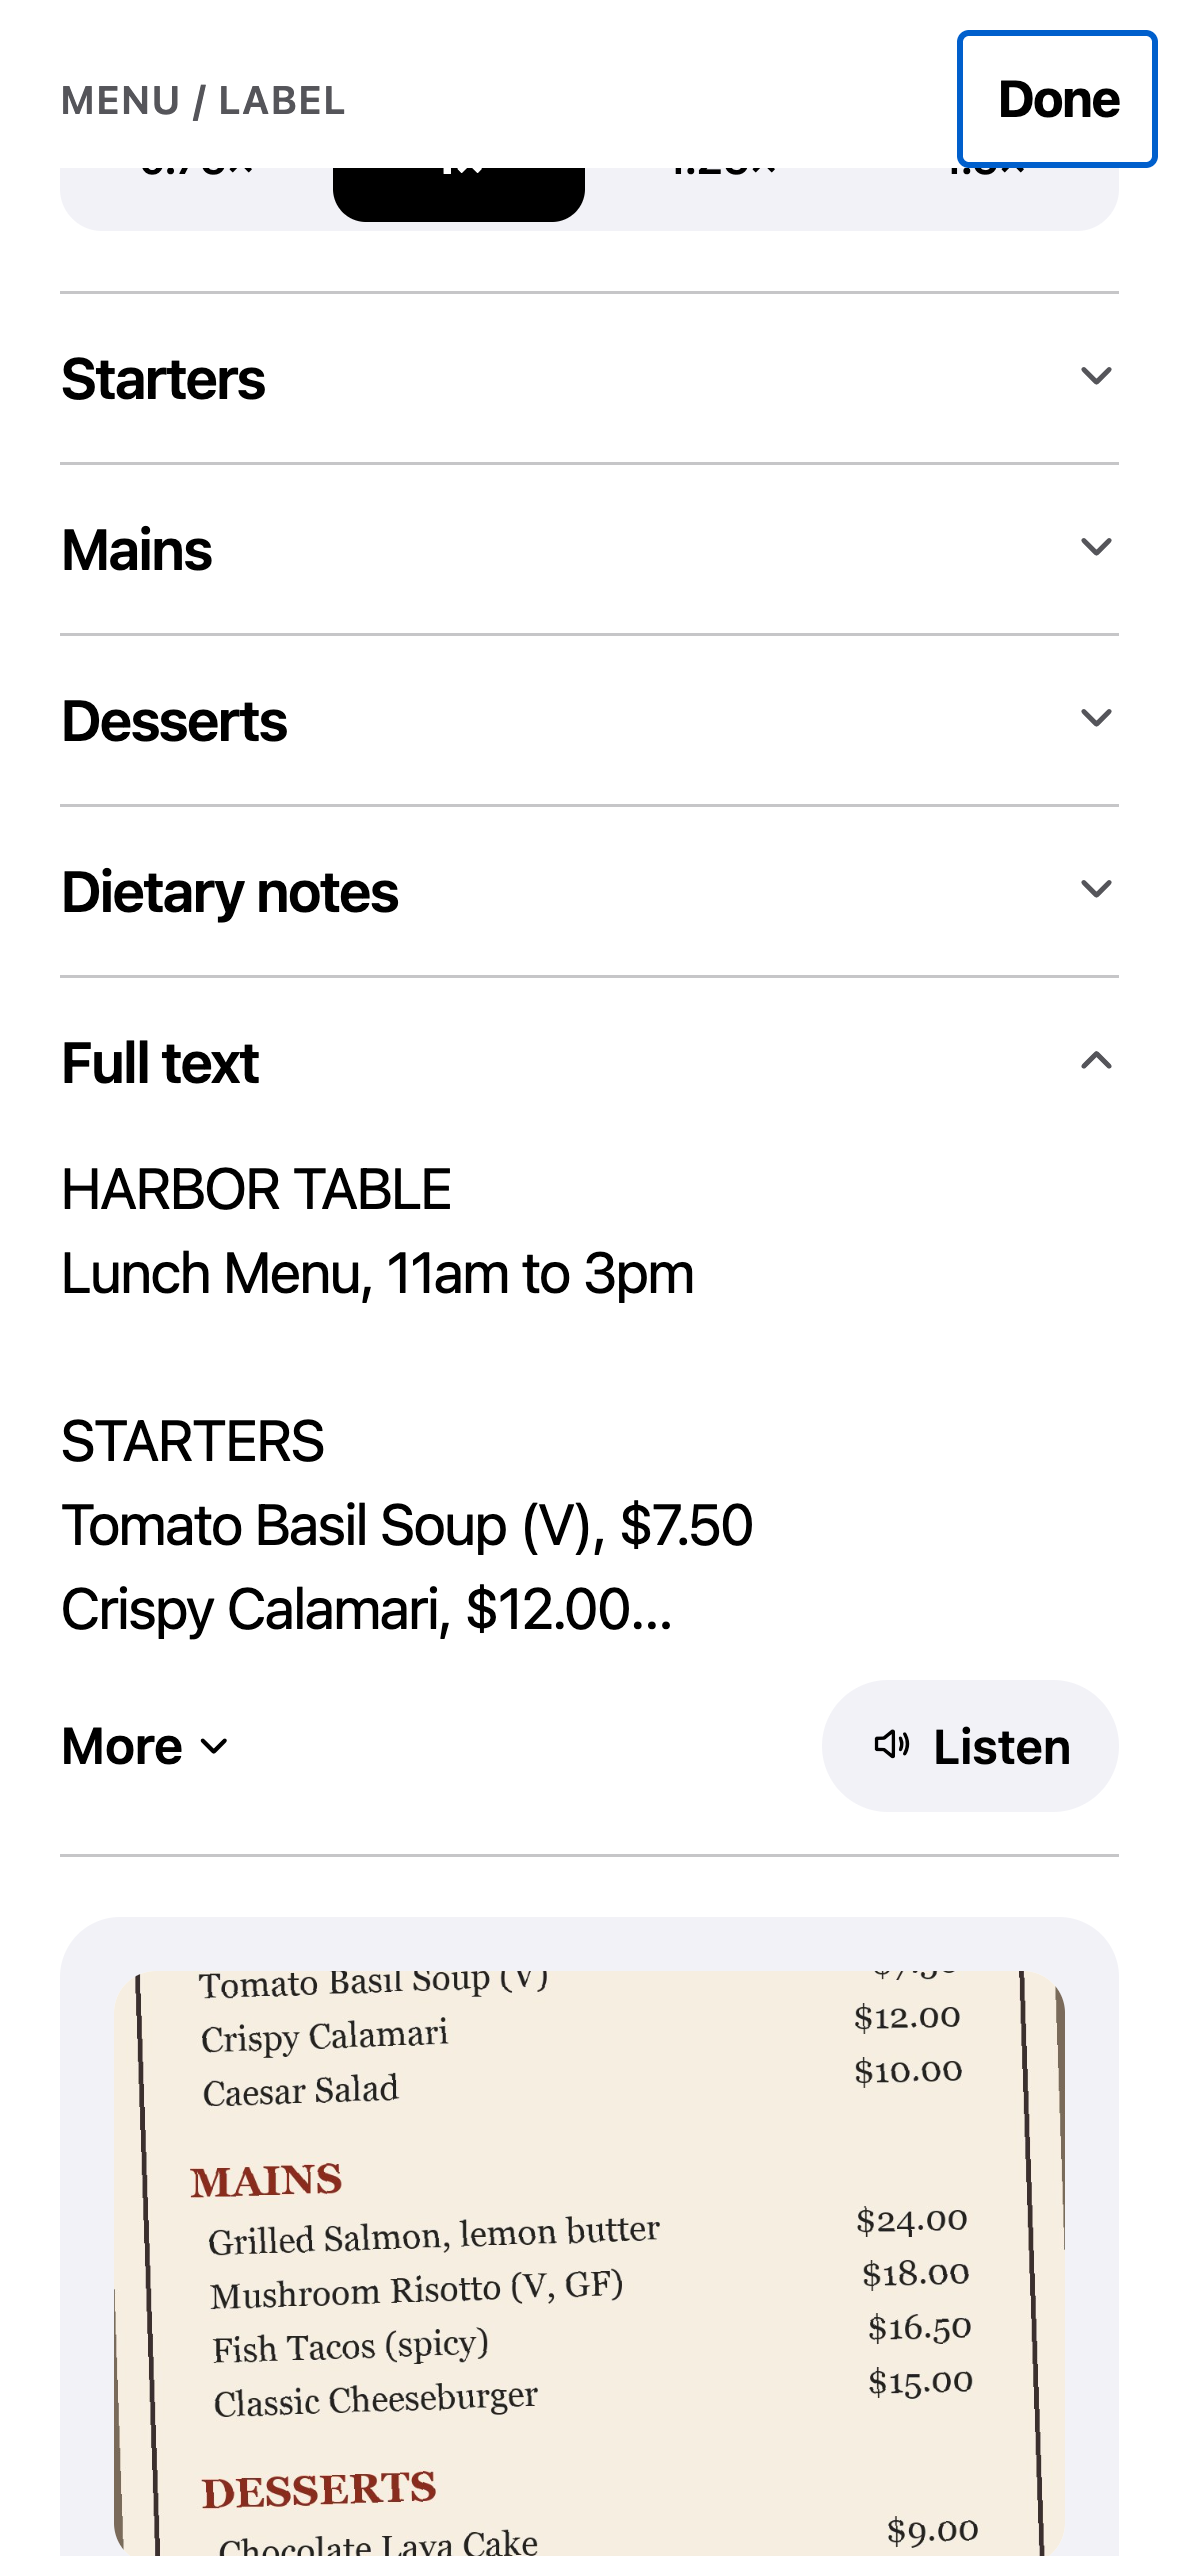 MENU / LABEL
Done
Starters
Mains
Desserts
Dietary notes
Full text
HARBOR TABLE
Lunch Menu, 11am to 3pm
STARTERS
Tomato Basil Soup (V), $7.50
Crispy Calamari, $12.00...
More
Listen
Tomato Basil Soup (V)
Crispy Calamari $12.00
Caesar Salad $10.00
MAINS
Grilled Salmon, lemon butter $24.00
Mushroom Risotto (V, GF) $18.00
Fish Tacos (spicy) $16.50
Classic Cheeseburger $15.00
DESSERTS
Chocolate Lava Cake $9.00